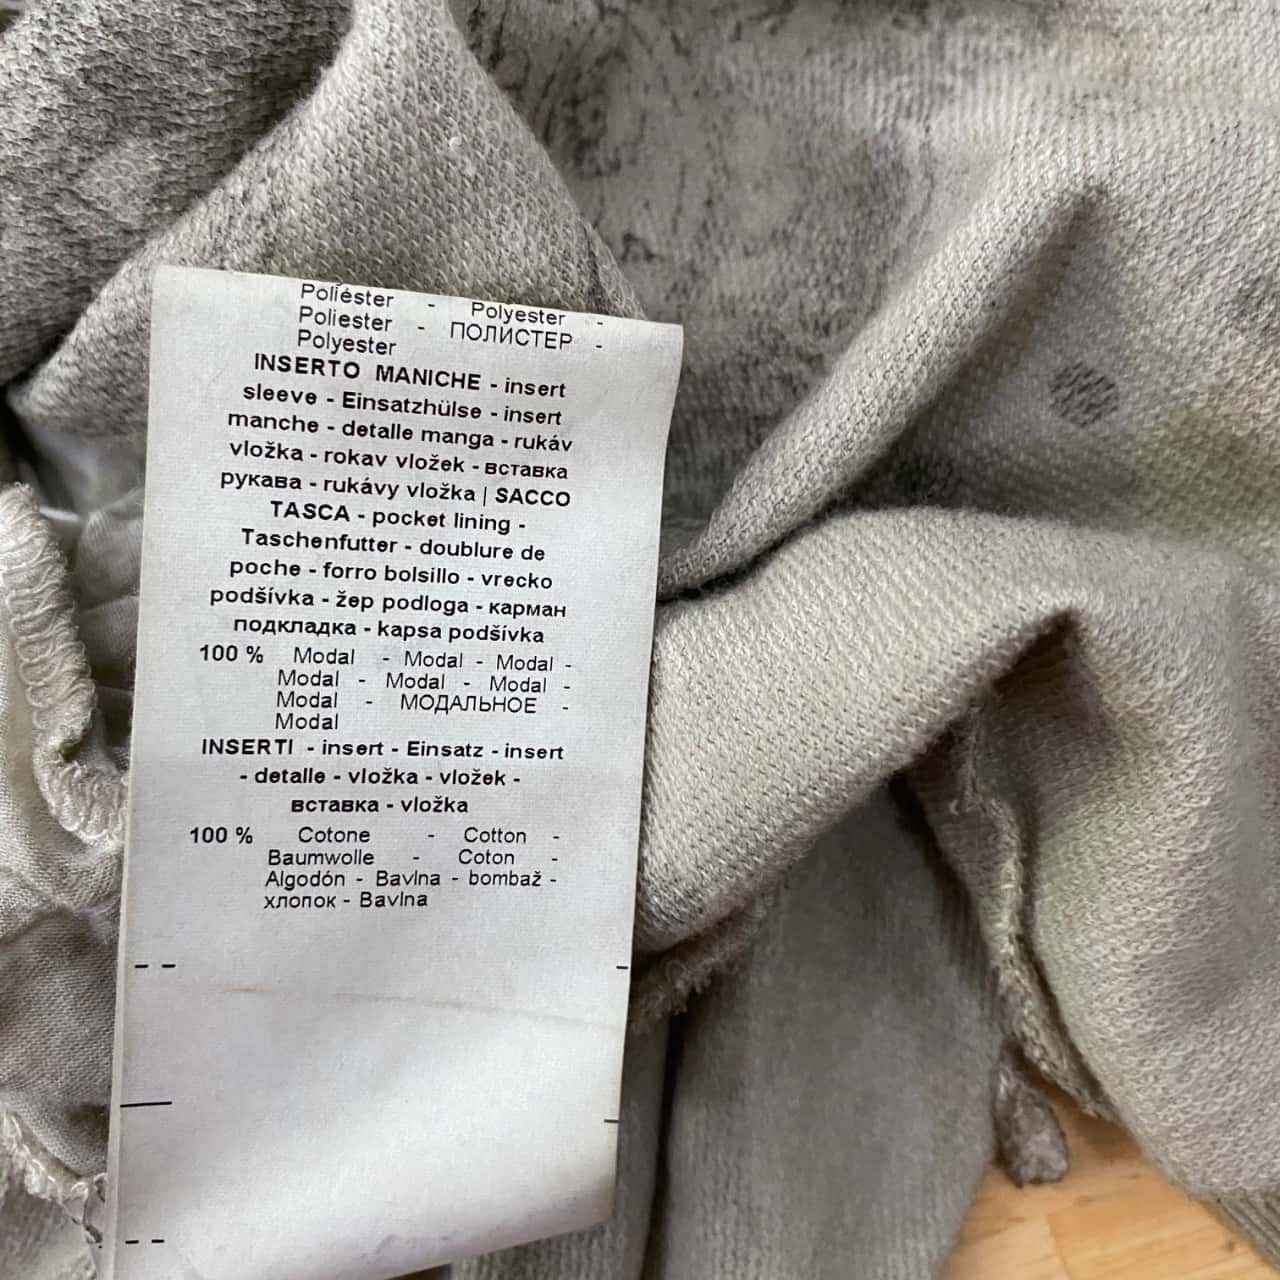 Poliéster - Polyester -
Poliester - ПОЛИСТЕР -
Polyester
INSERTO MANICHE - insert
sleeve - Einsatzhülse - insert
manche - detalle manga - rukáv
vložka - rokav vložek - вставка
рукава - rukávy vložka | SACCO
TASCA - pocket lining -
Taschenfutter - doublure de
poche - forro bolsillo - vrecko
podšívka - žep podloga - карман
подкладка - kapsa podšívka
100 % Modal - Modal - Modal -
Modal - Modal - Modal -
Modal - МОДАЛЬНОЕ -
Modal
INSERTI - insert - Einsatz - insert
- detalle - vložka - vložek -
вставка - vložka
100 % Cotone - Cotton -
Baumwolle - Coton -
Algodón - Bavlna - bombaž -
хлопок - Bavlna